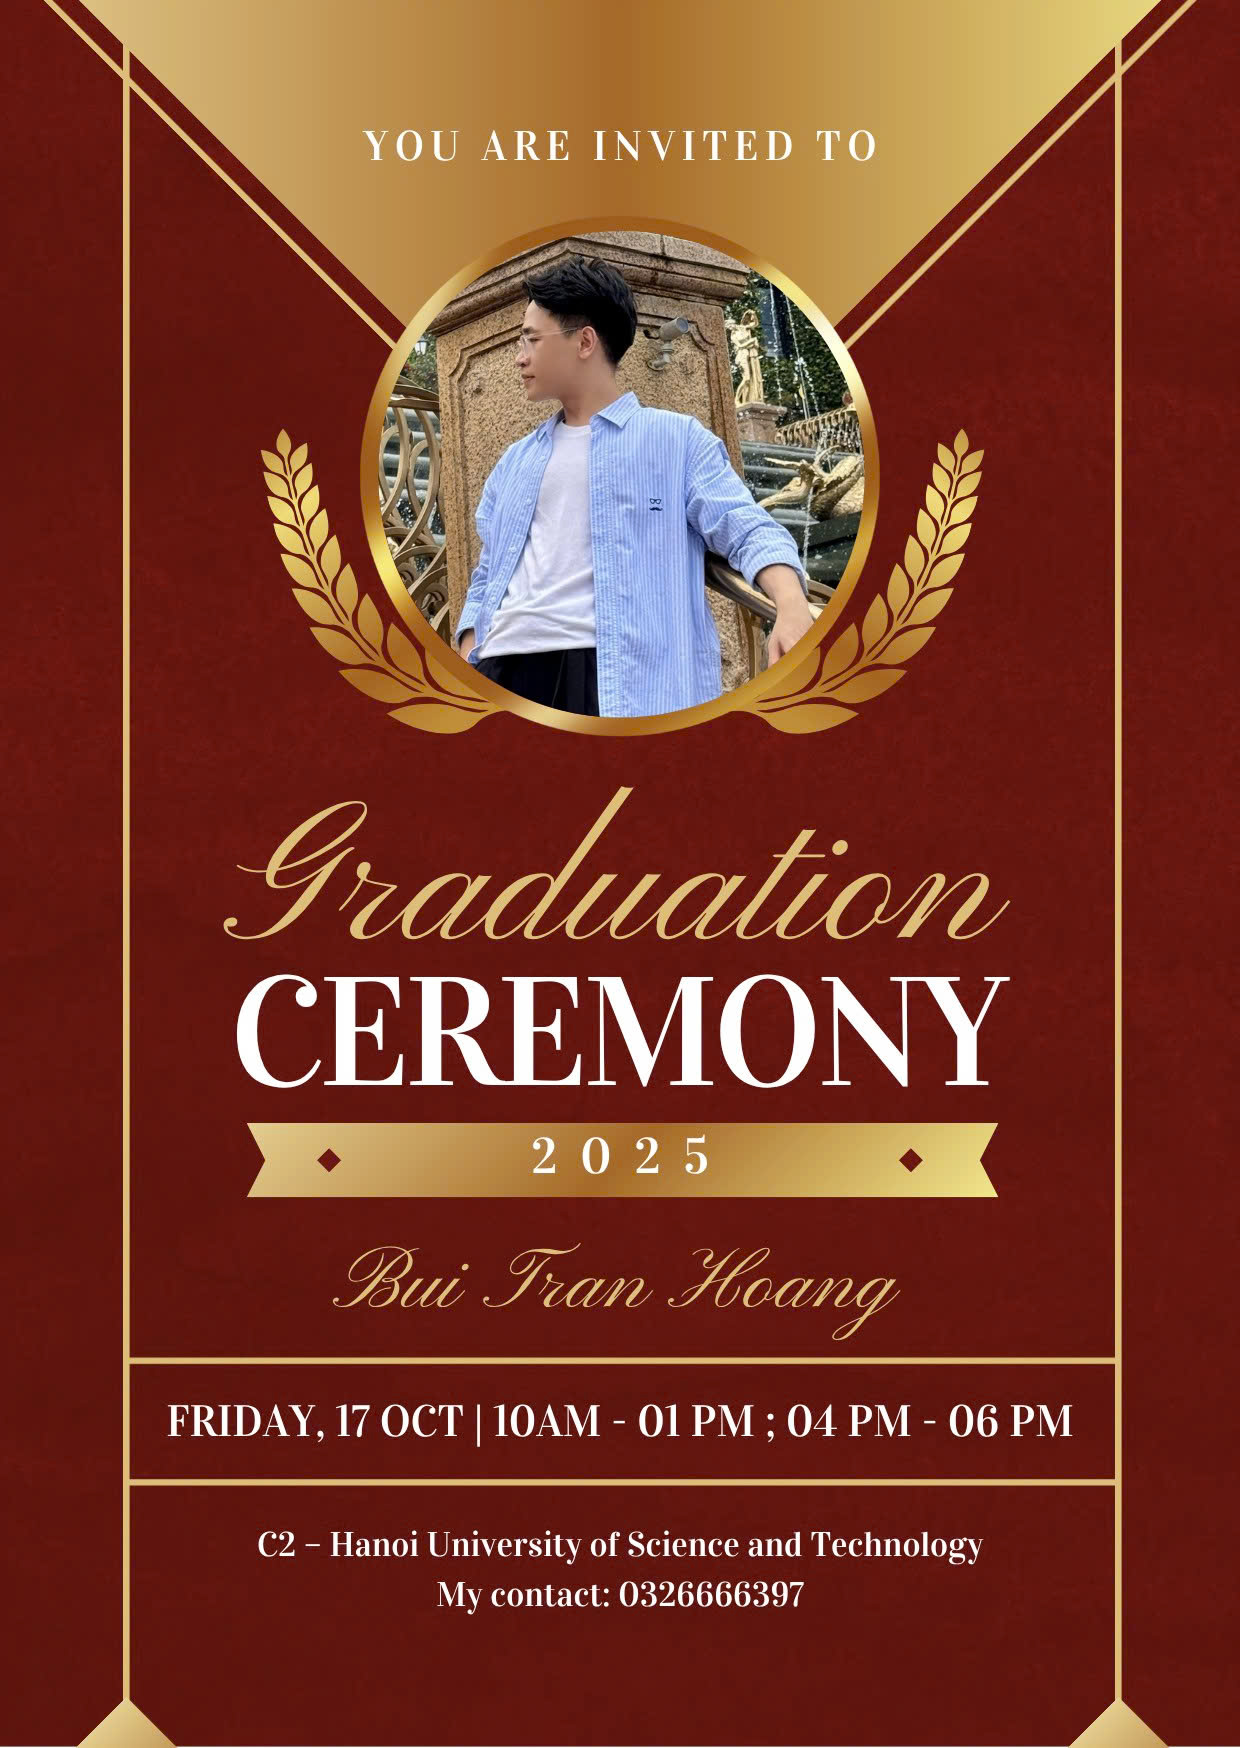 YOU ARE INVITED TO
Graduation
CEREMONY
2025
Bui Tran Hoang
FRIDAY, 17 OCT | 10AM - 01 PM ; 04 PM - 06 PM
C2 – Hanoi University of Science and Technology
My contact: 0326666397